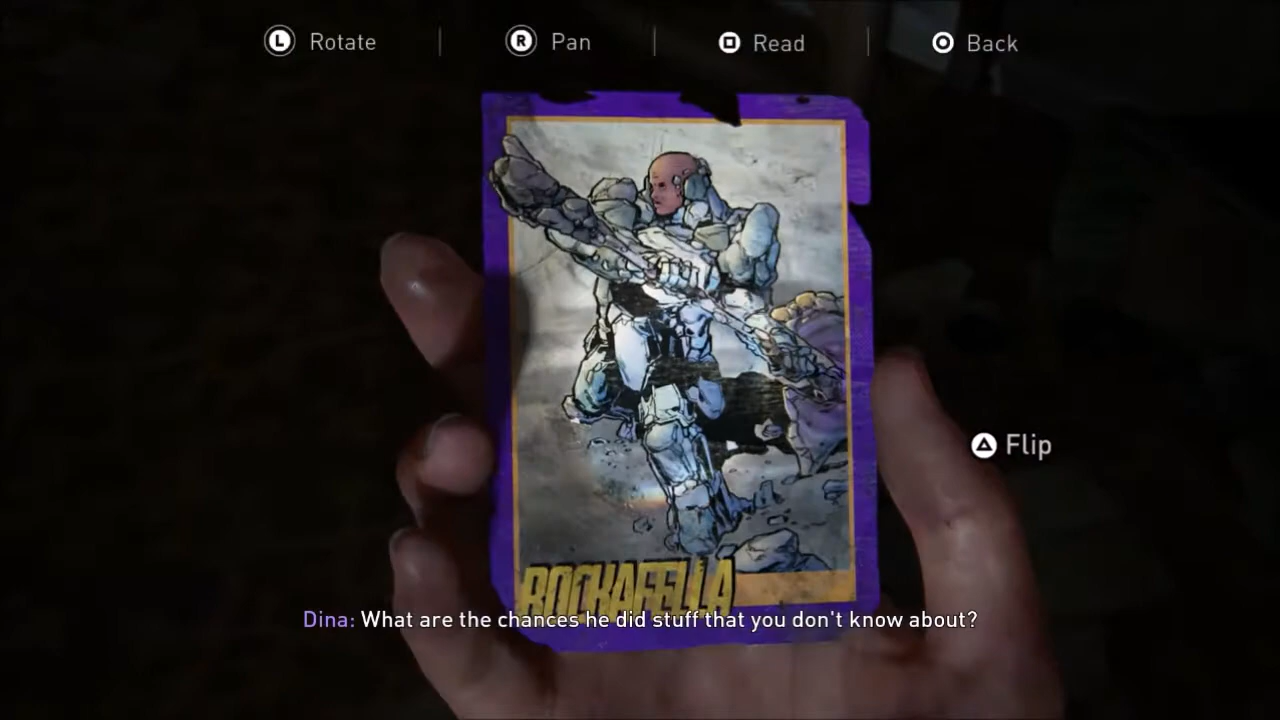 L Rotate
R Pan
Read
Back
Flip
ROCKAFELLA
Dina: What are the chances he did stuff that you don't know about?